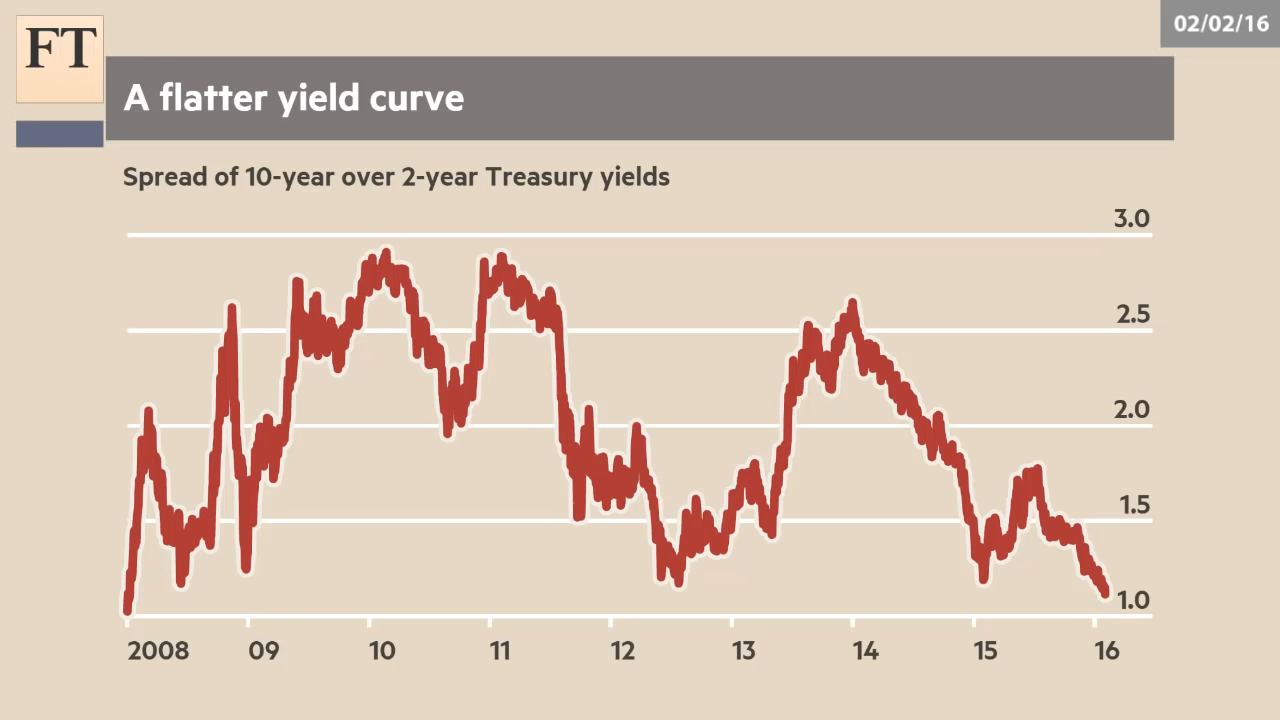 FT
02/02/16
A flatter yield curve
Spread of 10-year over 2-year Treasury yields
3.0
2.5
2.0
1.5
1.0
2008 09 10 11 12 13 14 15 16